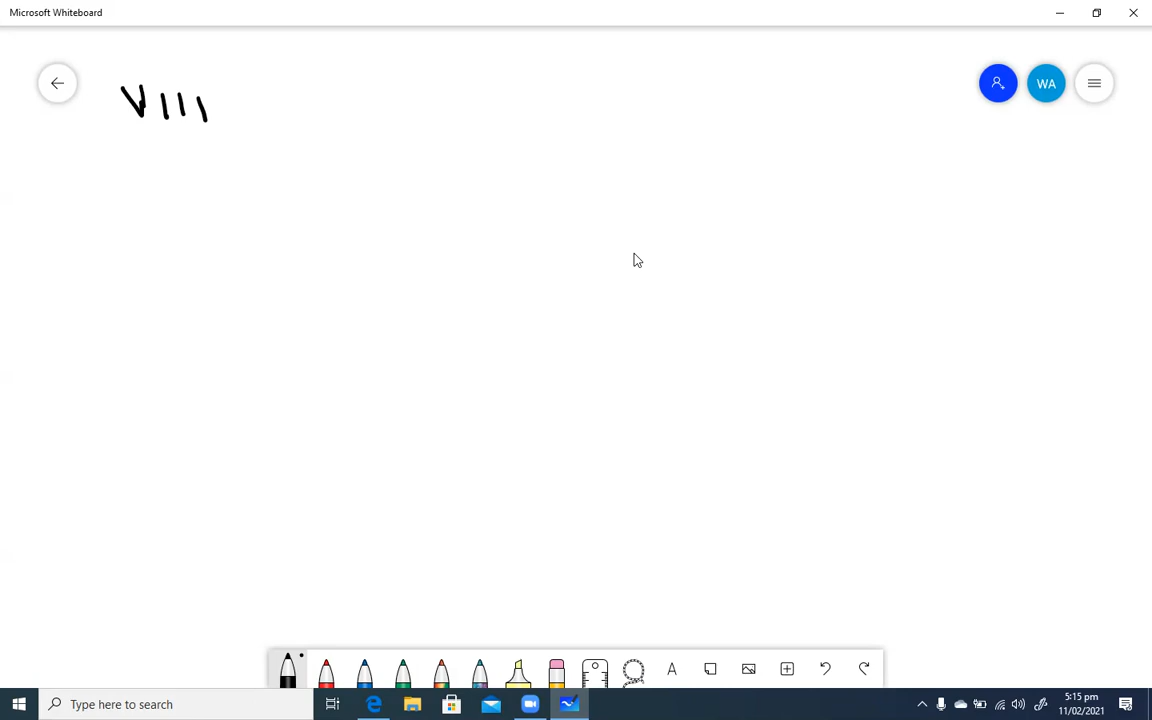 Microsoft Whiteboard
VIII
WA
A
Type here to search
5:15 pm
11/02/2021